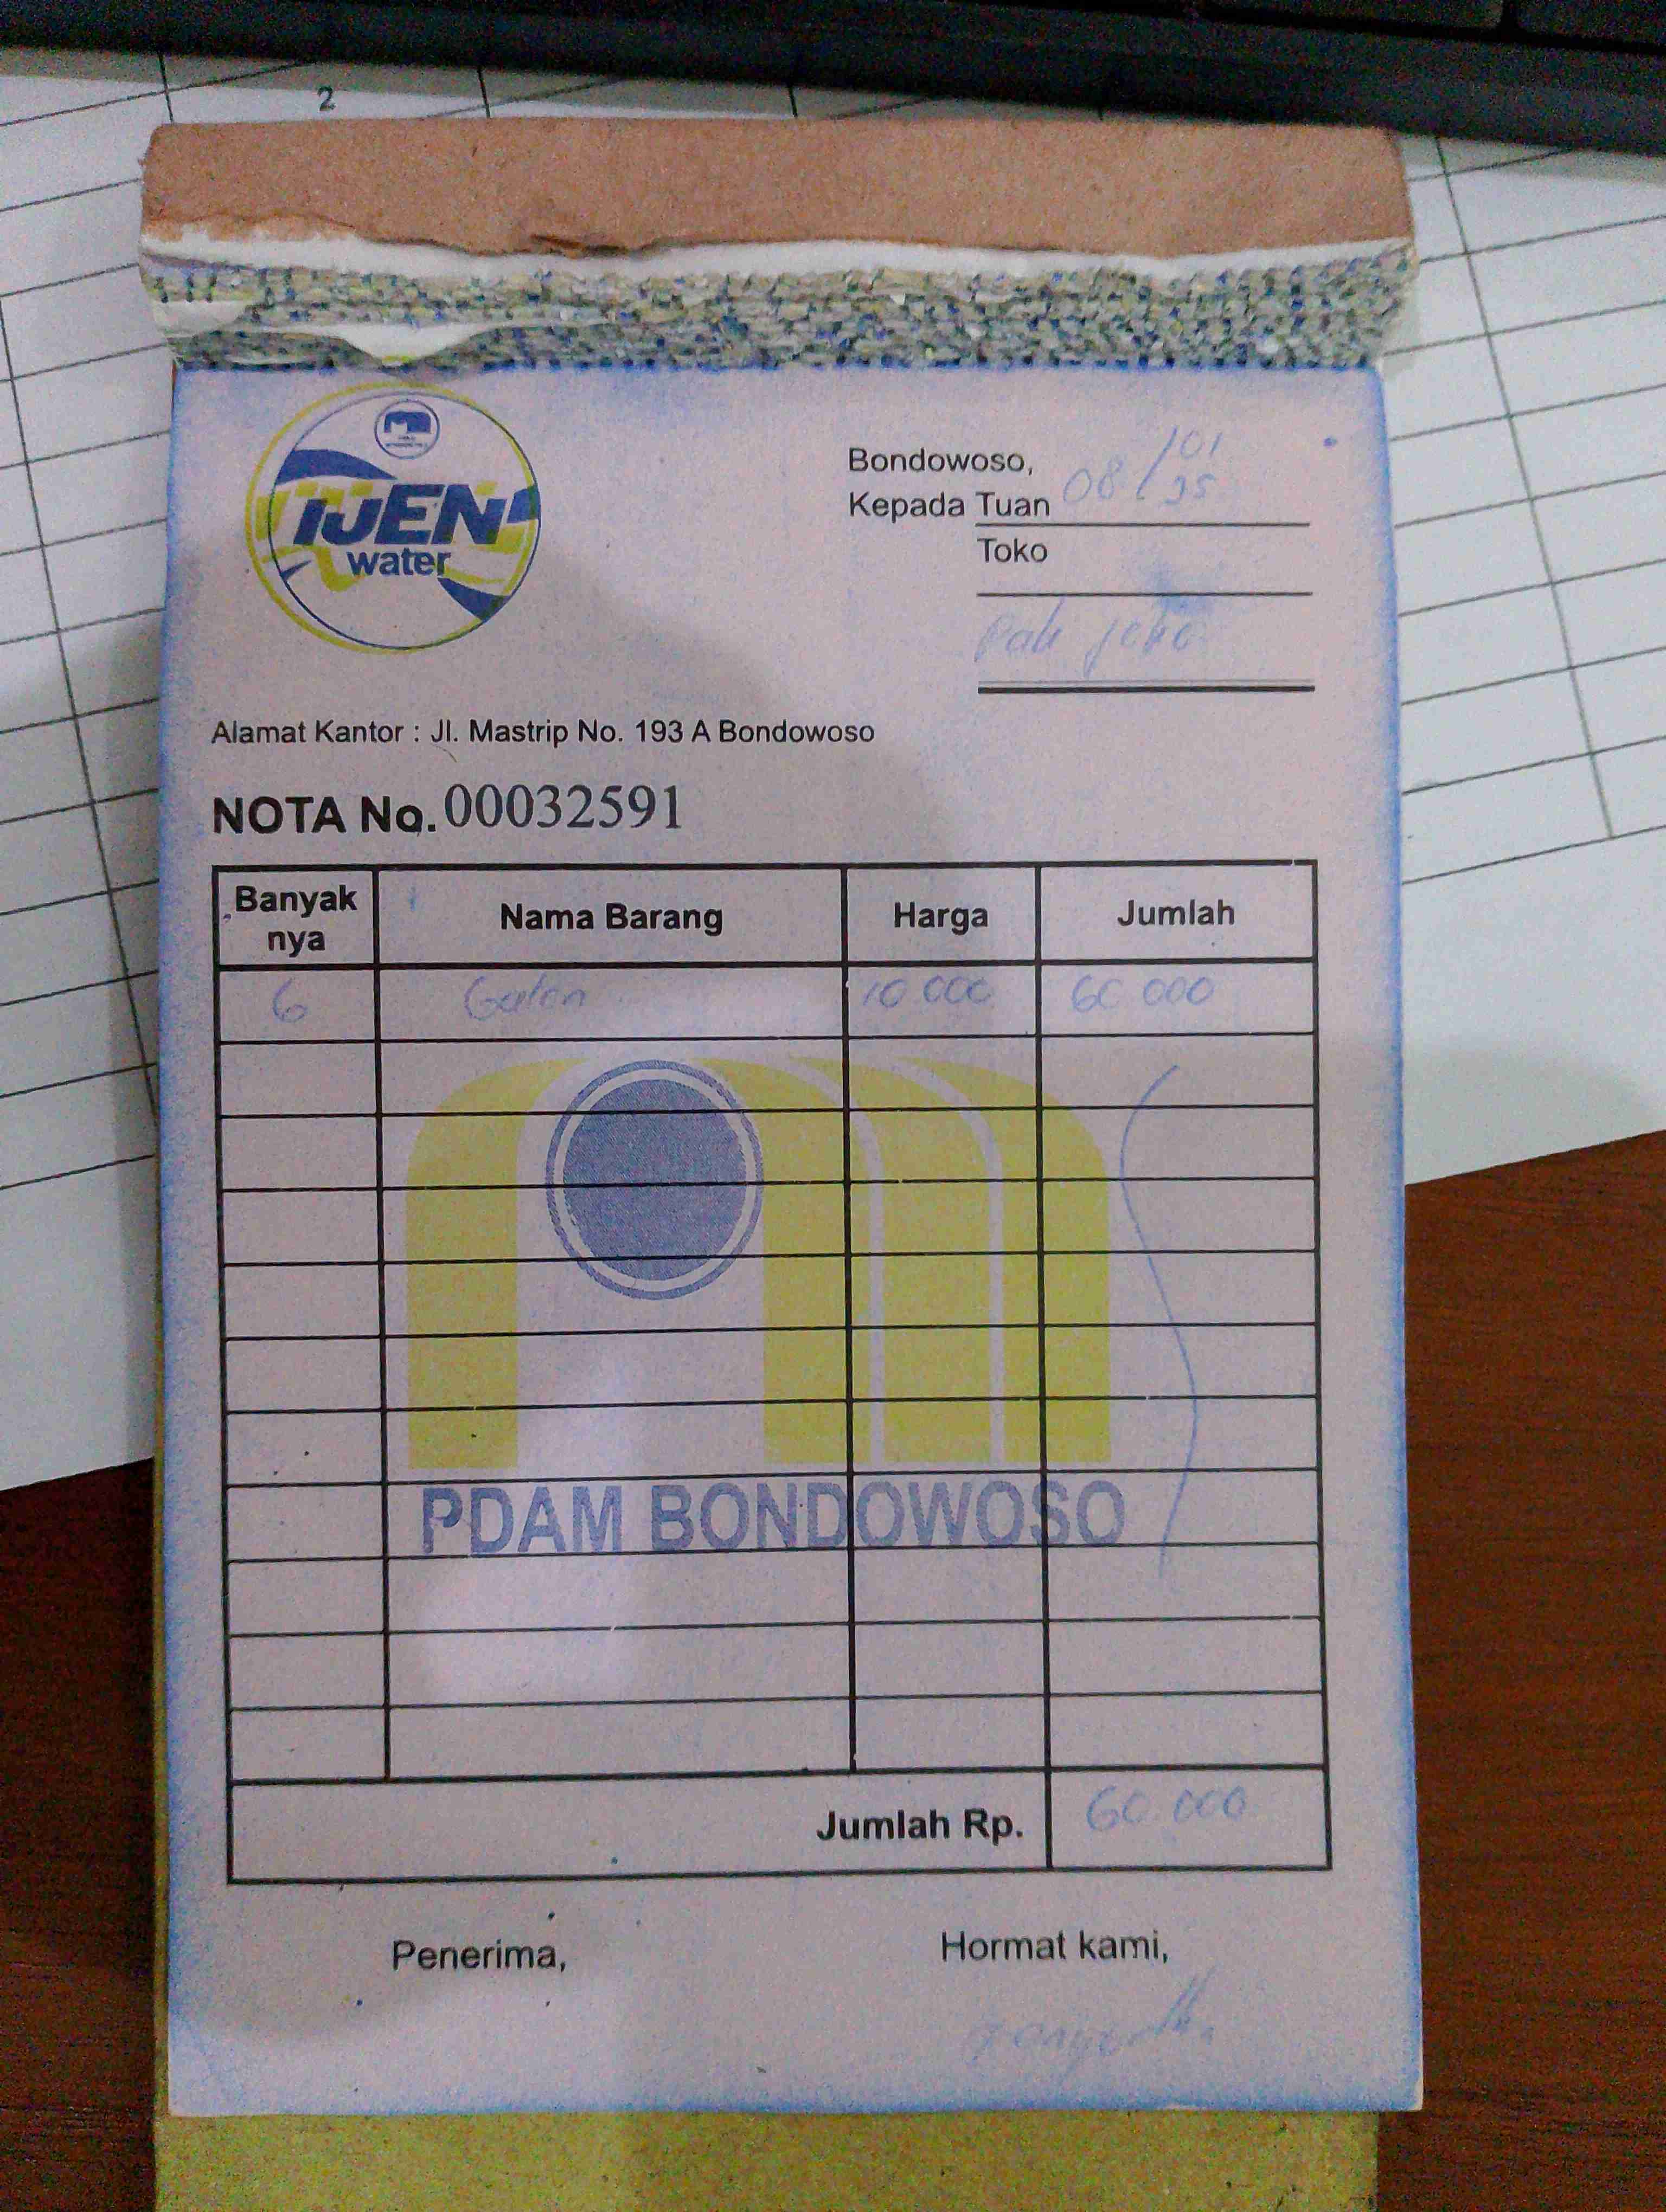 2
IJEN
water
Bondowoso,
08/01
25
Kepada Tuan
Toko
Pak joko
Alamat Kantor : Jl. Mastrip No. 193 A Bondowoso
NOTA No. 00032591
Banyak nya Nama Barang Harga Jumlah
6 Galon 10.000 60 000
PDAM BONDOWOSO
Jumlah Rp. 60.000
Penerima, Hormat kami,